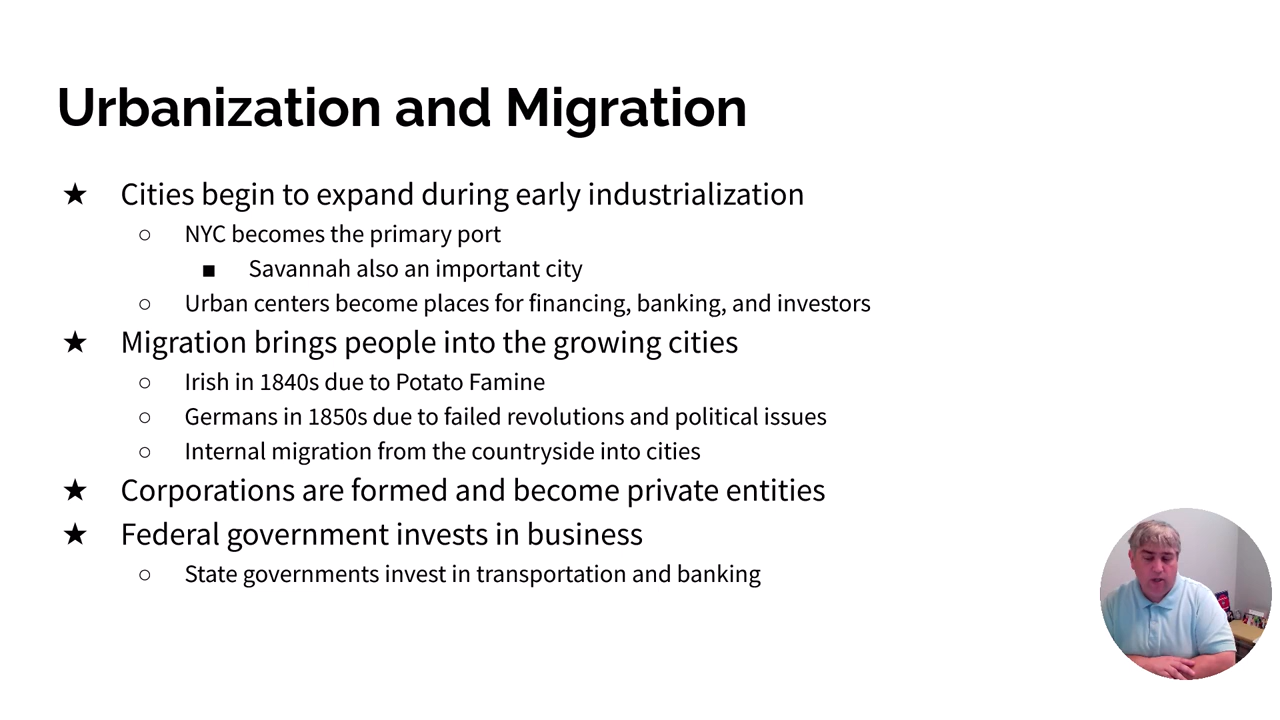 Urbanization and Migration
★ Cities begin to expand during early industrialization
○ NYC becomes the primary port
■ Savannah also an important city
○ Urban centers become places for financing, banking, and investors
★ Migration brings people into the growing cities
○ Irish in 1840s due to Potato Famine
○ Germans in 1850s due to failed revolutions and political issues
○ Internal migration from the countryside into cities
★ Corporations are formed and become private entities
★ Federal government invests in business
○ State governments invest in transportation and banking